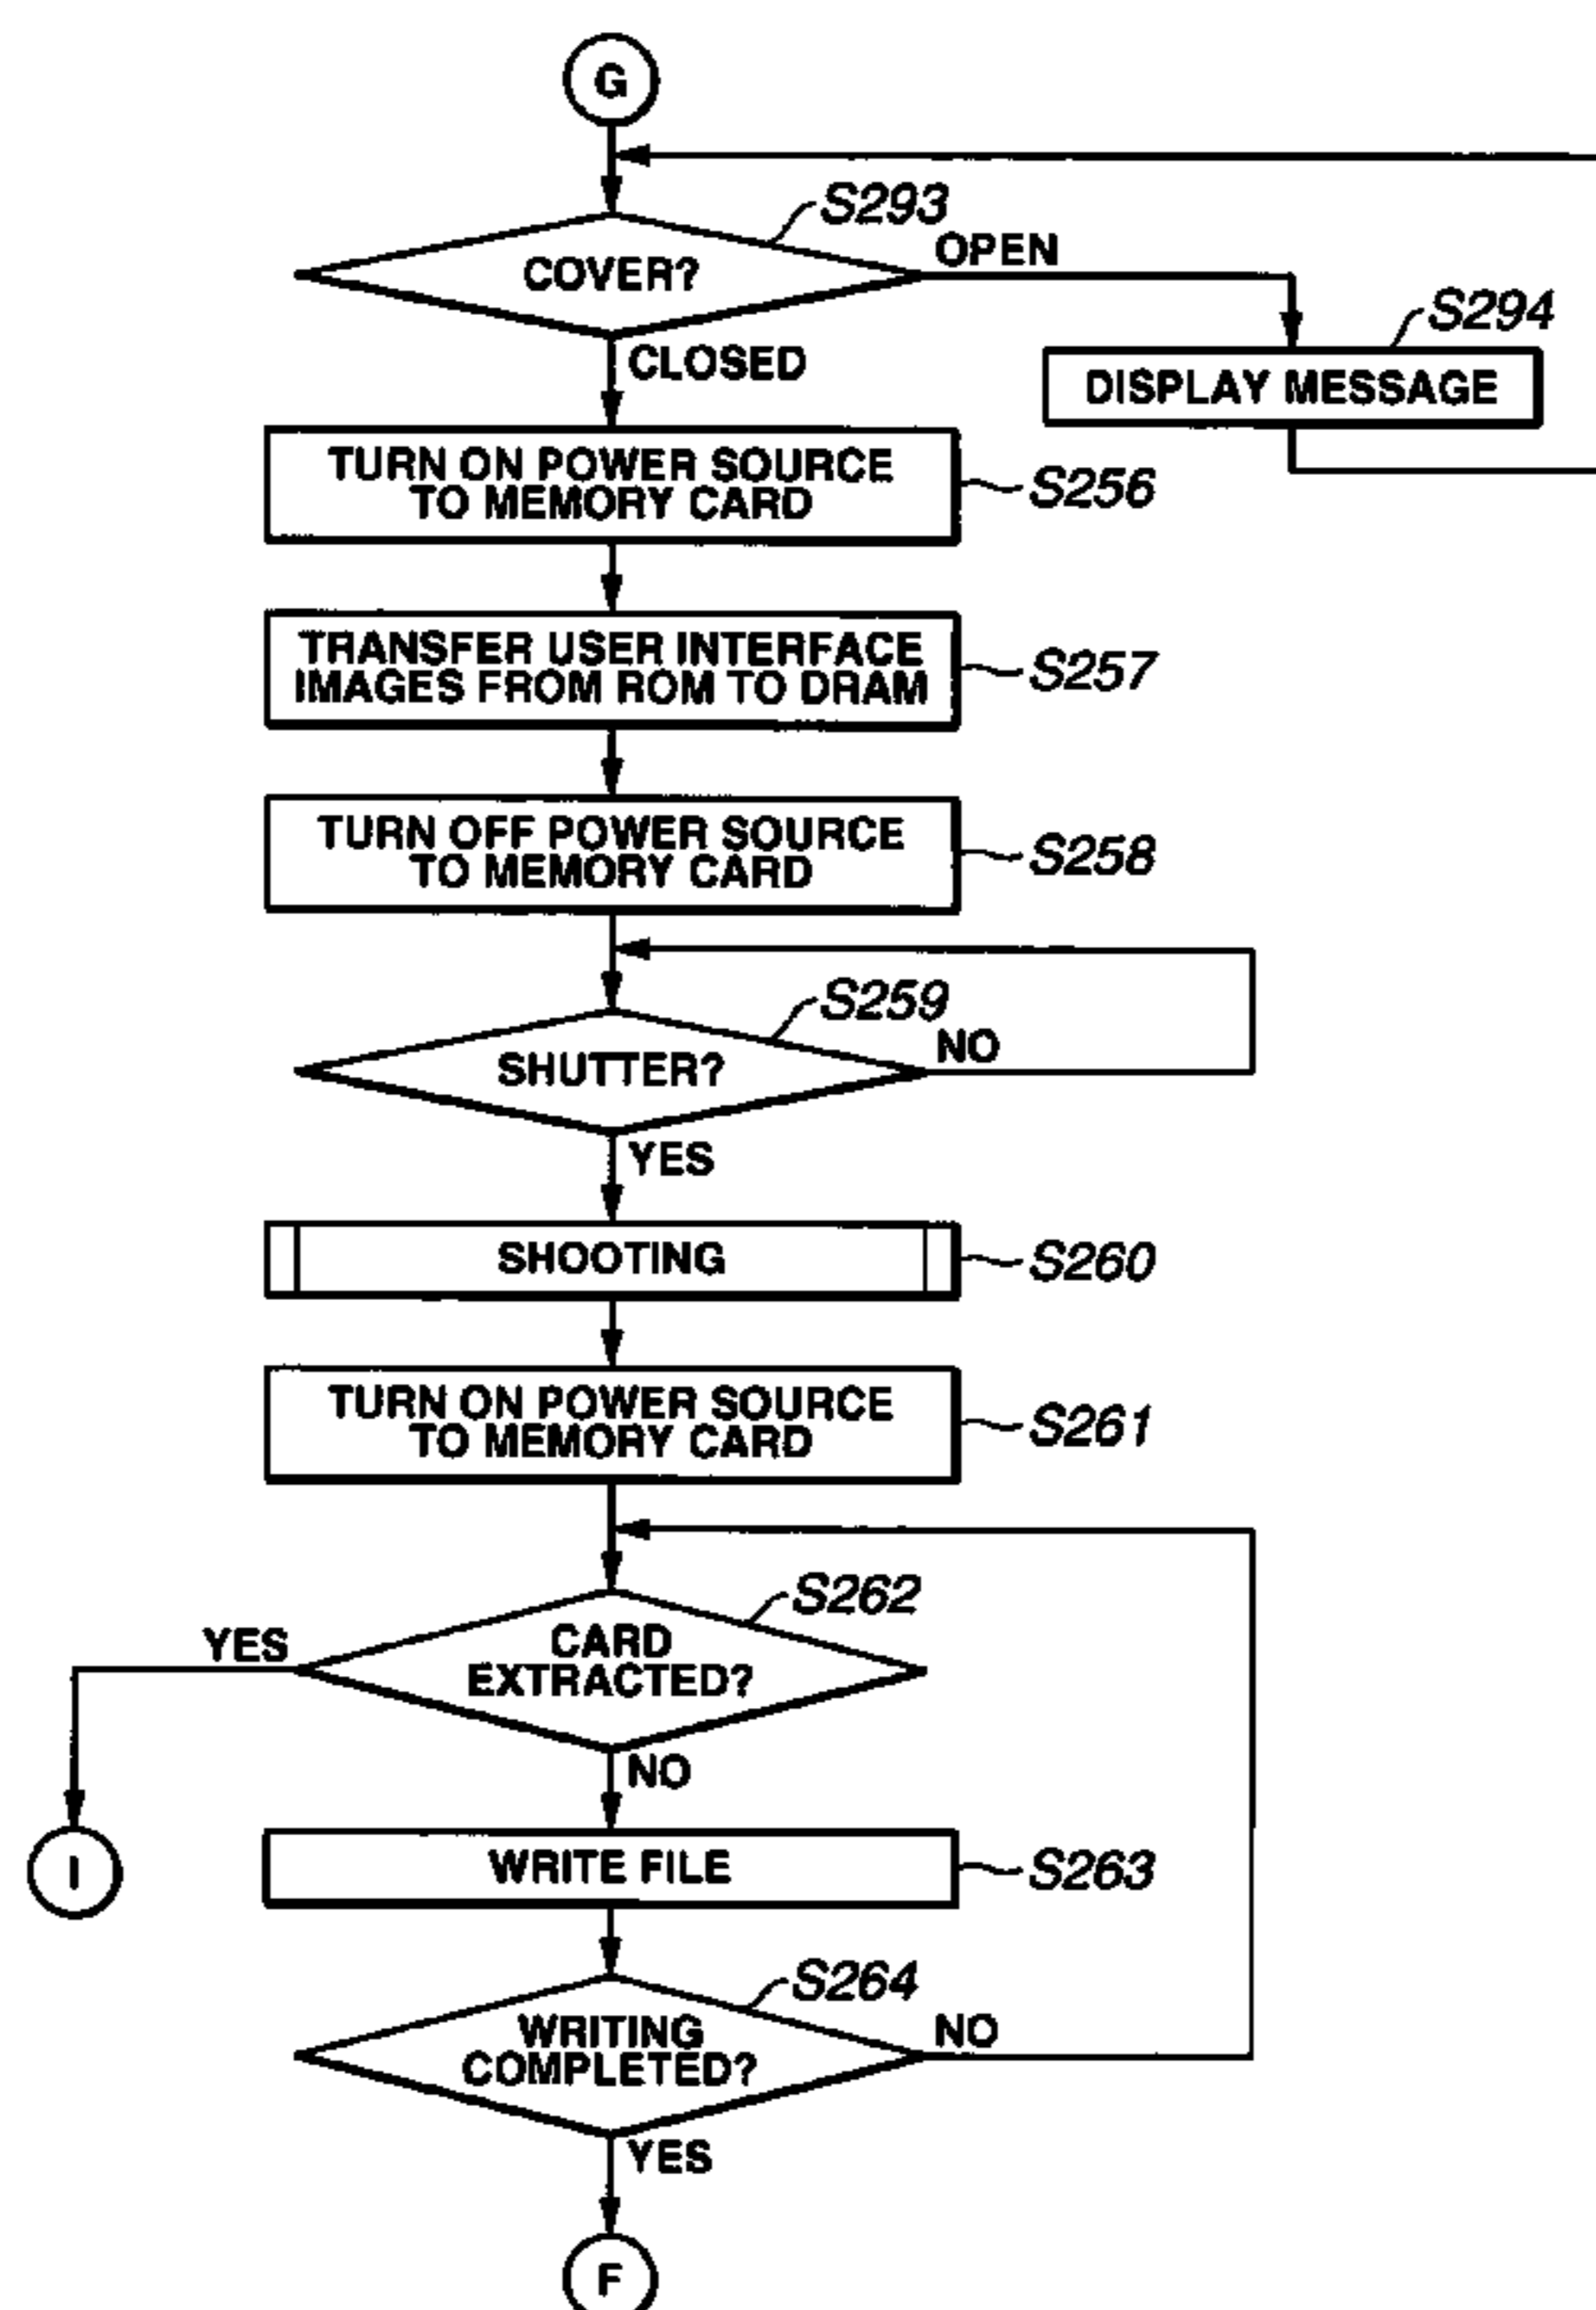 G
S293
COVER?
OPEN
S294
CLOSED
DISPLAY MESSAGE
TURN ON POWER SOURCE
TO MEMORY CARD
S256
TRANSFER USER INTERFACE
IMAGES FROM ROM TO DRAM
S257
TURN OFF POWER SOURCE
TO MEMORY CARD
S258
S259
SHUTTER?
NO
YES
SHOOTING
S260
TURN ON POWER SOURCE
TO MEMORY CARD
S261
S262
YES
CARD
EXTRACTED?
NO
I
WRITE FILE
S263
S264
WRITING
COMPLETED?
NO
YES
F